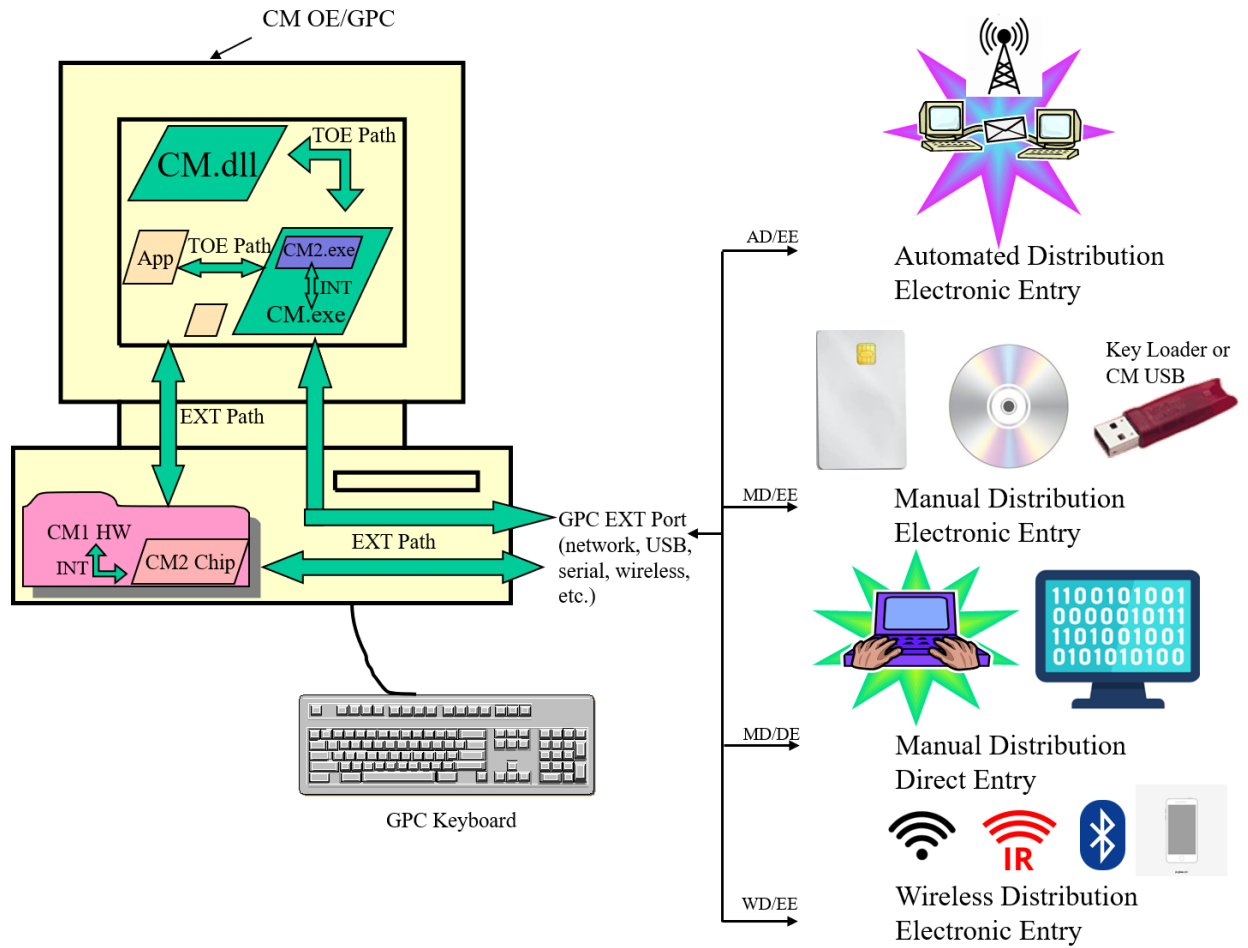 CM OE/GPC
TOE Path
CM.dll
TOE Path
App
CM2.exe
INT
CM.exe
EXT Path
CM1 HW
INT
CM2 Chip
EXT Path
GPC EXT Port
(network, USB,
serial, wireless,
etc.)
GPC Keyboard
AD/EE
Automated Distribution
Electronic Entry
Key Loader or
CM USB
MD/EE
Manual Distribution
Electronic Entry
1100101001
0000010111
1101001001
0101010100
MD/DE
Manual Distribution
Direct Entry
IR
WD/EE
Wireless Distribution
Electronic Entry